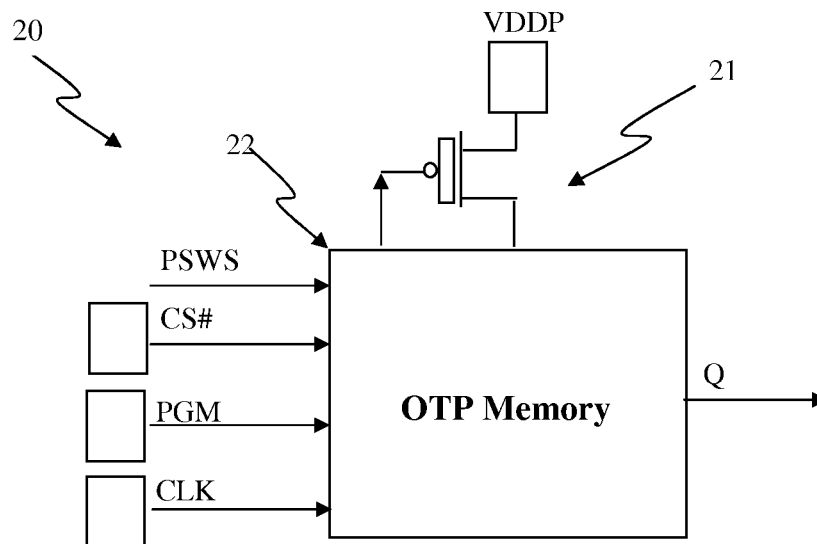 VDDP
20
21
22
PSWS
CS#
PGM
CLK
OTP Memory
Q